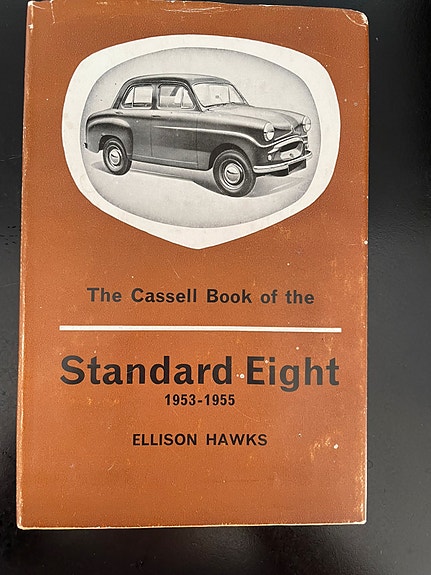 The Cassell Book of the
Standard Eight
1953-1955
ELLISON HAWKS